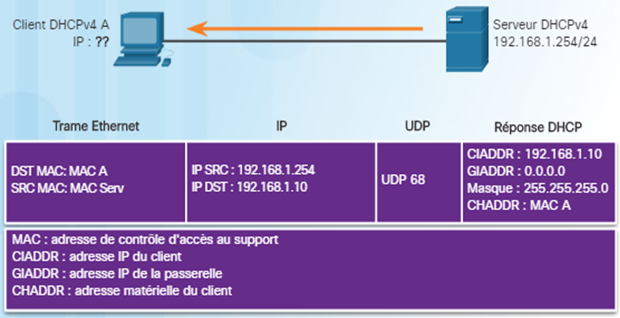 Client DHCPv4 A
IP : ??
Serveur DHCPv4
192.168.1.254/24
Trame Ethernet
IP
UDP
Réponse DHCP
DST MAC: MAC A
SRC MAC: MAC Serv
IP SRC : 192.168.1.254
IP DST : 192.168.1.10
UDP 68
CIADDR : 192.168.1.10
GIADDR : 0.0.0.0
Masque : 255.255.255.0
CHADDR : MAC A
MAC : adresse de contrôle d'accès au support
CIADDR : adresse IP du client
GIADDR : adresse IP de la passerelle
CHADDR : adresse matérielle du client